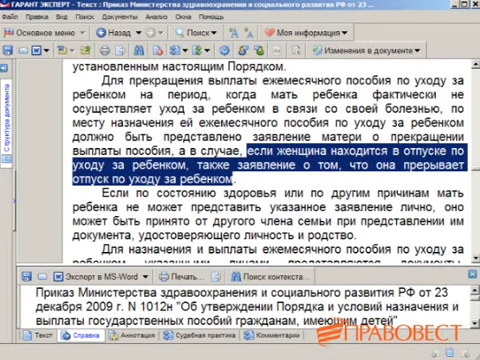 ГАРАНТ ЭКСПЕРТ - Текст : Приказ Министерства здравоохранения и социального развития РФ от 23 ...
Файл Правка Вид Поиск Документы Анализ Окна Помощь
Основное меню Назад Поиск Моя информация
Изменения в документе
Структура документа
установленным настоящим Порядком.
Для прекращения выплаты ежемесячного пособия по уходу за
ребенком на период, когда мать ребенка фактически не
осуществляет уход за ребенком в связи со своей болезнью, по
месту назначения ей ежемесячного пособия по уходу за ребенком
должно быть представлено заявление матери о прекращении
выплаты пособия, а в случае, если женщина находится в отпуске по
уходу за ребенком, также заявление о том, что она прерывает
отпуск по уходу за ребенком.
Если по состоянию здоровья или по другим причинам мать
ребенка не может представить указанное заявление лично, оно
может быть принято от другого члена семьи при представлении им
документа, удостоверяющего личность и родство.
Для назначения и выплаты ежемесячного пособия по уходу за
ребенком указанными лицами представляются документы,
Экспорт в MS-Word Печать... Поиск контекста...
Приказ Министерства здравоохранения и социального развития РФ от 23
декабря 2009 г. N 1012н "Об утверждении Порядка и условий назначения и
выплаты государственных пособий гражданам, имеющим детей"
ПРАВОВЕСТ
Текст Справка Аннотация Судебная практика Графические копии